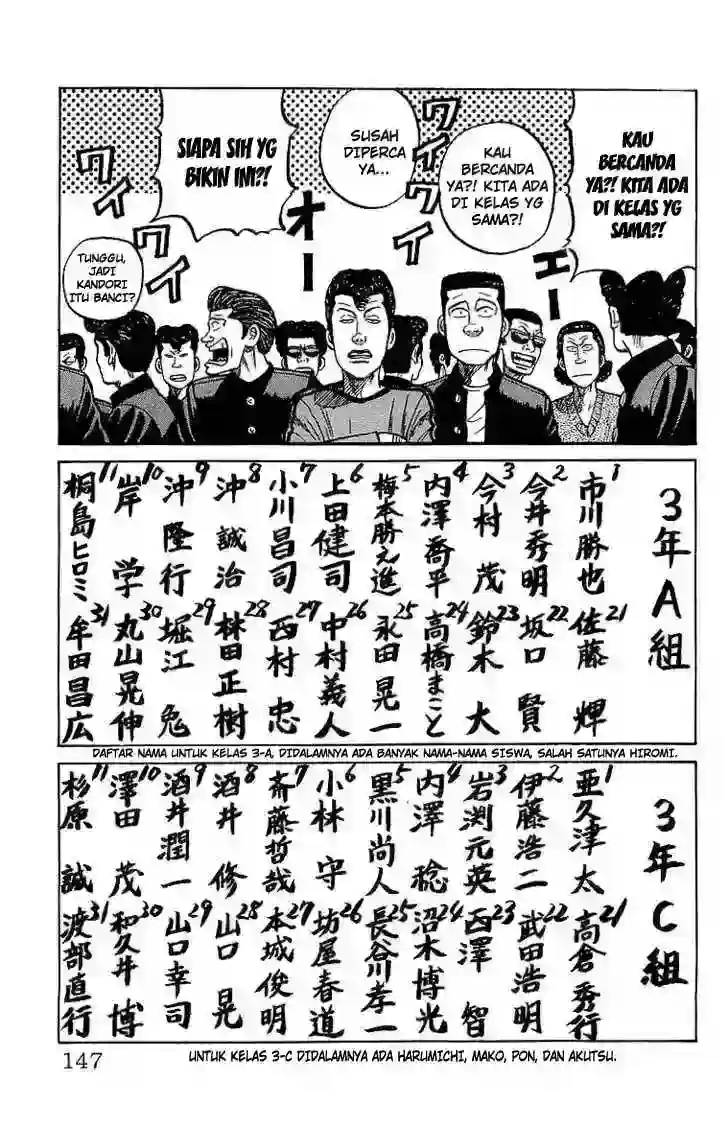 KAU
BERCANDA
YA?! KITA ADA
DI KELAS YG
SAMA?!
エー
KAU
BERCANDA
YA?! KITA ADA
DI KELAS YG
SAMA?!
ワイワイ
SUSAH
DIPERCA
YA...
オー
SIAPA SIH YG
BIKIN INI?!
ワイワイ
TUNGGU,
JADI
KANDORI
ITU BANCI?
3年A組
1 市川勝也
2 今井秀明
3 今村茂
4 内澤喬平
5 梅本勝之進
6 上田健司
7 小川昌司
8 沖誠治
9 沖隆行
10 岸学
11 桐島ヒロミ
21 佐藤輝
22 坂口賢
23 鈴木大
24 高橋まこと
25 永田晃一
26 中村義人
27 西村忠
28 林田正樹
29 堀江兔
30 丸山晃伸
31 牟田昌広
DAFTAR NAMA UNTUK KELAS 3-A, DIDALAMNYA ADA BANYAK NAMA-NAMA SISWA, SALAH SATUNYA HIROMI.
3年C組
1 亜久津太
2 伊藤浩二
3 岩渕元英
4 内澤稔
5 黒川尚人
6 小林守
7 斎藤哲哉
8 酒井修
9 酒井潤一
10 澤田茂
11 杉原誠
21 高倉秀行
22 武田浩明
23 西澤智
24 沼木博光
25 長谷川孝一
26 坊屋春道
27 本城俊明
28 山口晃
29 山口幸司
30 和久井博
31 渡部直行
147
UNTUK KELAS 3-C DIDALAMNYA ADA HARUMICHI, MAKO, PON, DAN AKUTSU.